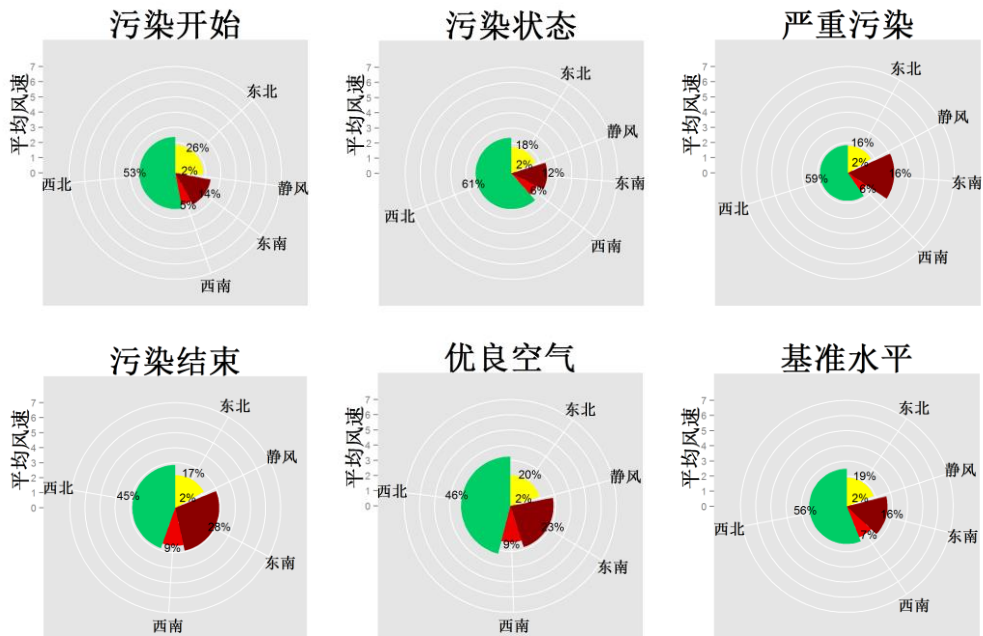 污染开始
平均风速
7
6
5
4
3
2
1
0
东北
26%
2%
静风
14%
东南
5%
西南
53%
西北
污染状态
平均风速
7
6
5
4
3
2
1
0
东北
18%
静风
2%
12%
东南
西南
61%
西北
严重污染
平均风速
7
6
5
4
3
2
1
0
东北
静风
16%
2%
16%
东南
6%
西南
59%
西北
污染结束
平均风速
7
6
5
4
3
2
1
0
东北
静风
17%
2%
28%
东南
9%
西南
45%
西北
优良空气
平均风速
7
6
5
4
3
2
1
0
东北
静风
20%
2%
23%
东南
9%
西南
46%
西北
基准水平
平均风速
7
6
5
4
3
2
1
0
东北
静风
19%
2%
16%
东南
7%
西南
56%
西北